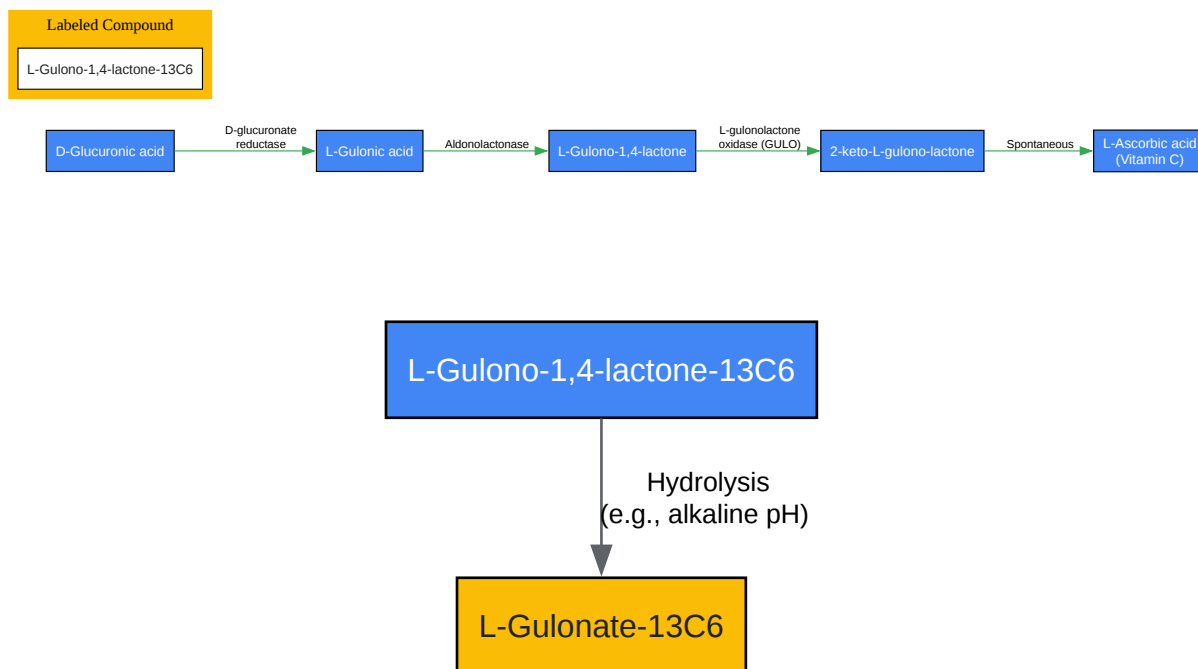 Labeled Compound
L-Gulono-1,4-lactone-13C6
D-Glucuronic acid
D-glucuronate
reductase
L-Gulonic acid
Aldonolactonase
L-Gulono-1,4-lactone
L-gulonolactone
oxidase (GULO)
2-keto-L-gulono-lactone
Spontaneous
L-Ascorbic acid
(Vitamin C)
L-Gulono-1,4-lactone-13C6
Hydrolysis
(e.g., alkaline pH)
L-Gulonate-13C6